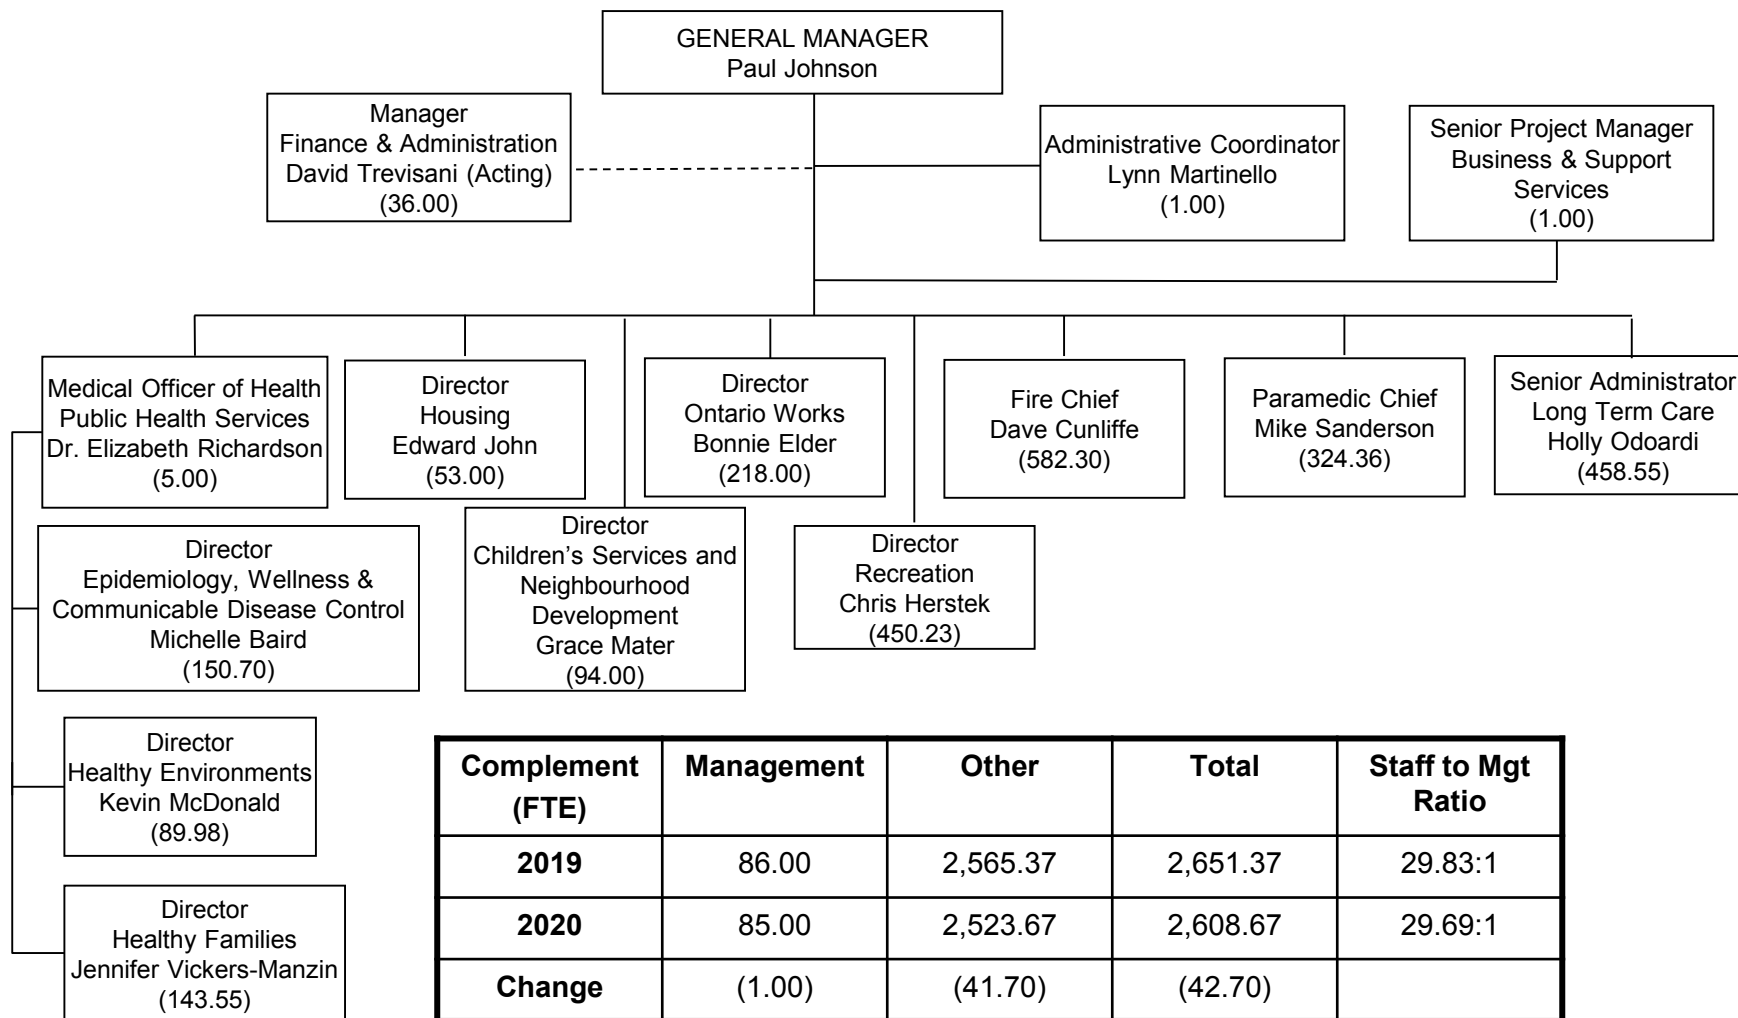 GENERAL MANAGER
Paul Johnson
Manager
Finance & Administration
David Trevisani (Acting)
(36.00)
Administrative Coordinator
Lynn Martinello
(1.00)
Senior Project Manager
Business & Support
Services
(1.00)
Medical Officer of Health
Public Health Services
Dr. Elizabeth Richardson
(5.00)
Director
Housing
Edward John
(53.00)
Director
Ontario Works
Bonnie Elder
(218.00)
Fire Chief
Dave Cunliffe
(582.30)
Paramedic Chief
Mike Sanderson
(324.36)
Senior Administrator
Long Term Care
Holly Odoardi
(458.55)
Director
Epidemiology, Wellness &
Communicable Disease Control
Michelle Baird
(150.70)
Director
Children’s Services and
Neighbourhood
Development
Grace Mater
(94.00)
Director
Recreation
Chris Herstek
(450.23)
Director
Healthy Environments
Kevin McDonald
(89.98)
Director
Healthy Families
Jennifer Vickers-Manzin
(143.55)
Complement (FTE) Management Other Total Staff to Mgt Ratio
2019 86.00 2,565.37 2,651.37 29.83:1
2020 85.00 2,523.67 2,608.67 29.69:1
Change (1.00) (41.70) (42.70)